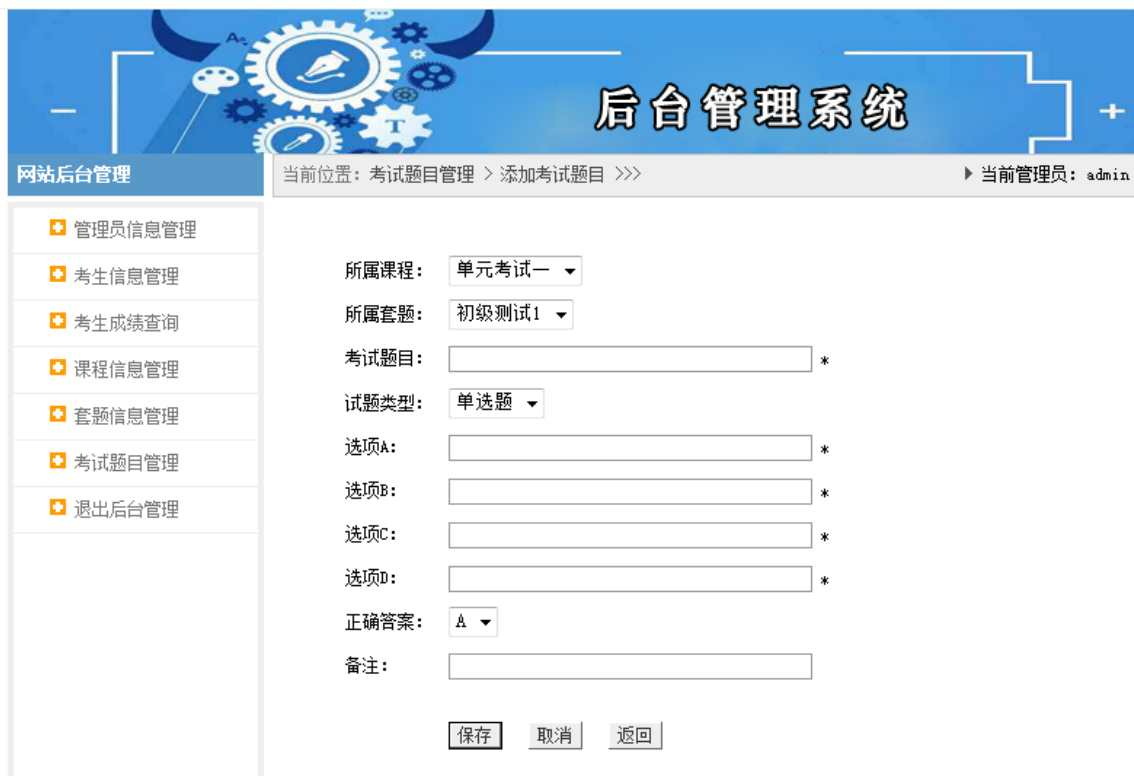 A
T
后台管理系统
网站后台管理
当前位置：考试题目管理 > 添加考试题目 >>>
当前管理员：admin
管理员信息管理
考生信息管理
考生成绩查询
课程信息管理
套题信息管理
考试题目管理
退出后台管理
所属课程： 单元考试一
所属套题： 初级测试1
考试题目： *
试题类型： 单选题
选项A： *
选项B： *
选项C： *
选项D： *
正确答案： A
备注：
保存 取消 返回